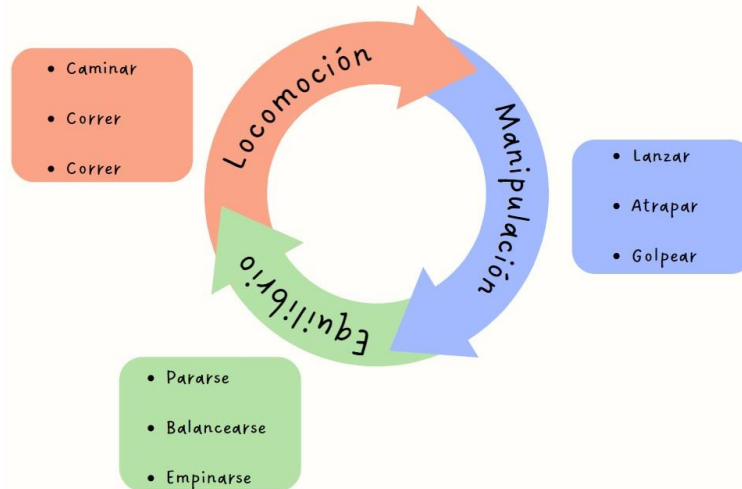 Locomoción
Caminar
Correr
Correr
Manipulación
Lanzar
Atrapar
Golpear
Equilibrio
Pararse
Balancearse
Empinarse